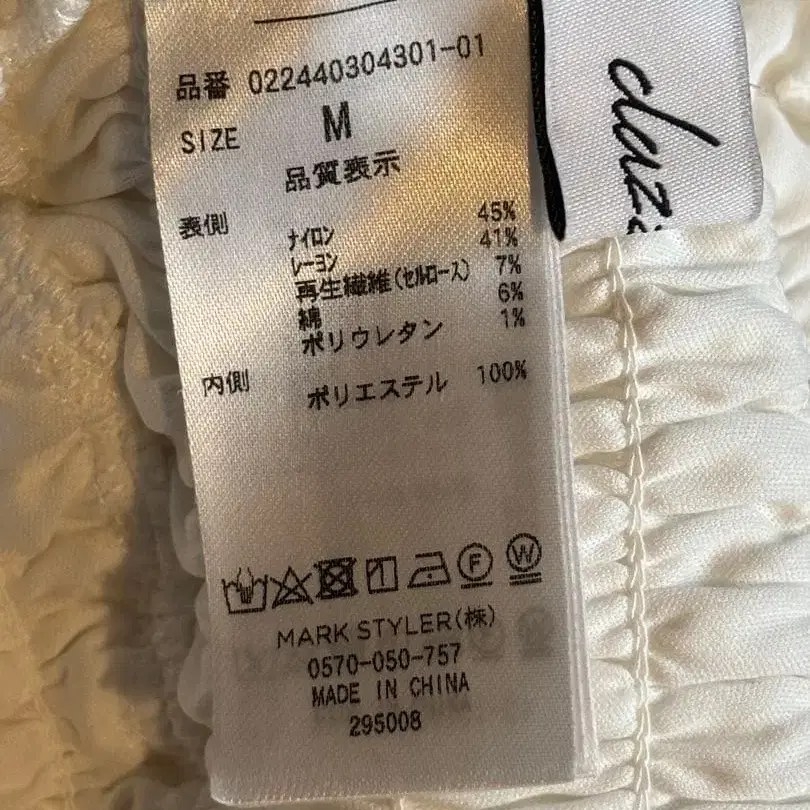 品番 022440304301-01
SIZE M
品質表示
表側 ナイロン 45%
レーヨン 41%
再生繊維(セルロース) 7%
綿 6%
ポリウレタン 1%
内側 ポリエステル 100%
F W
MARK STYLER(株)
0570-050-757
MADE IN CHINA
295008